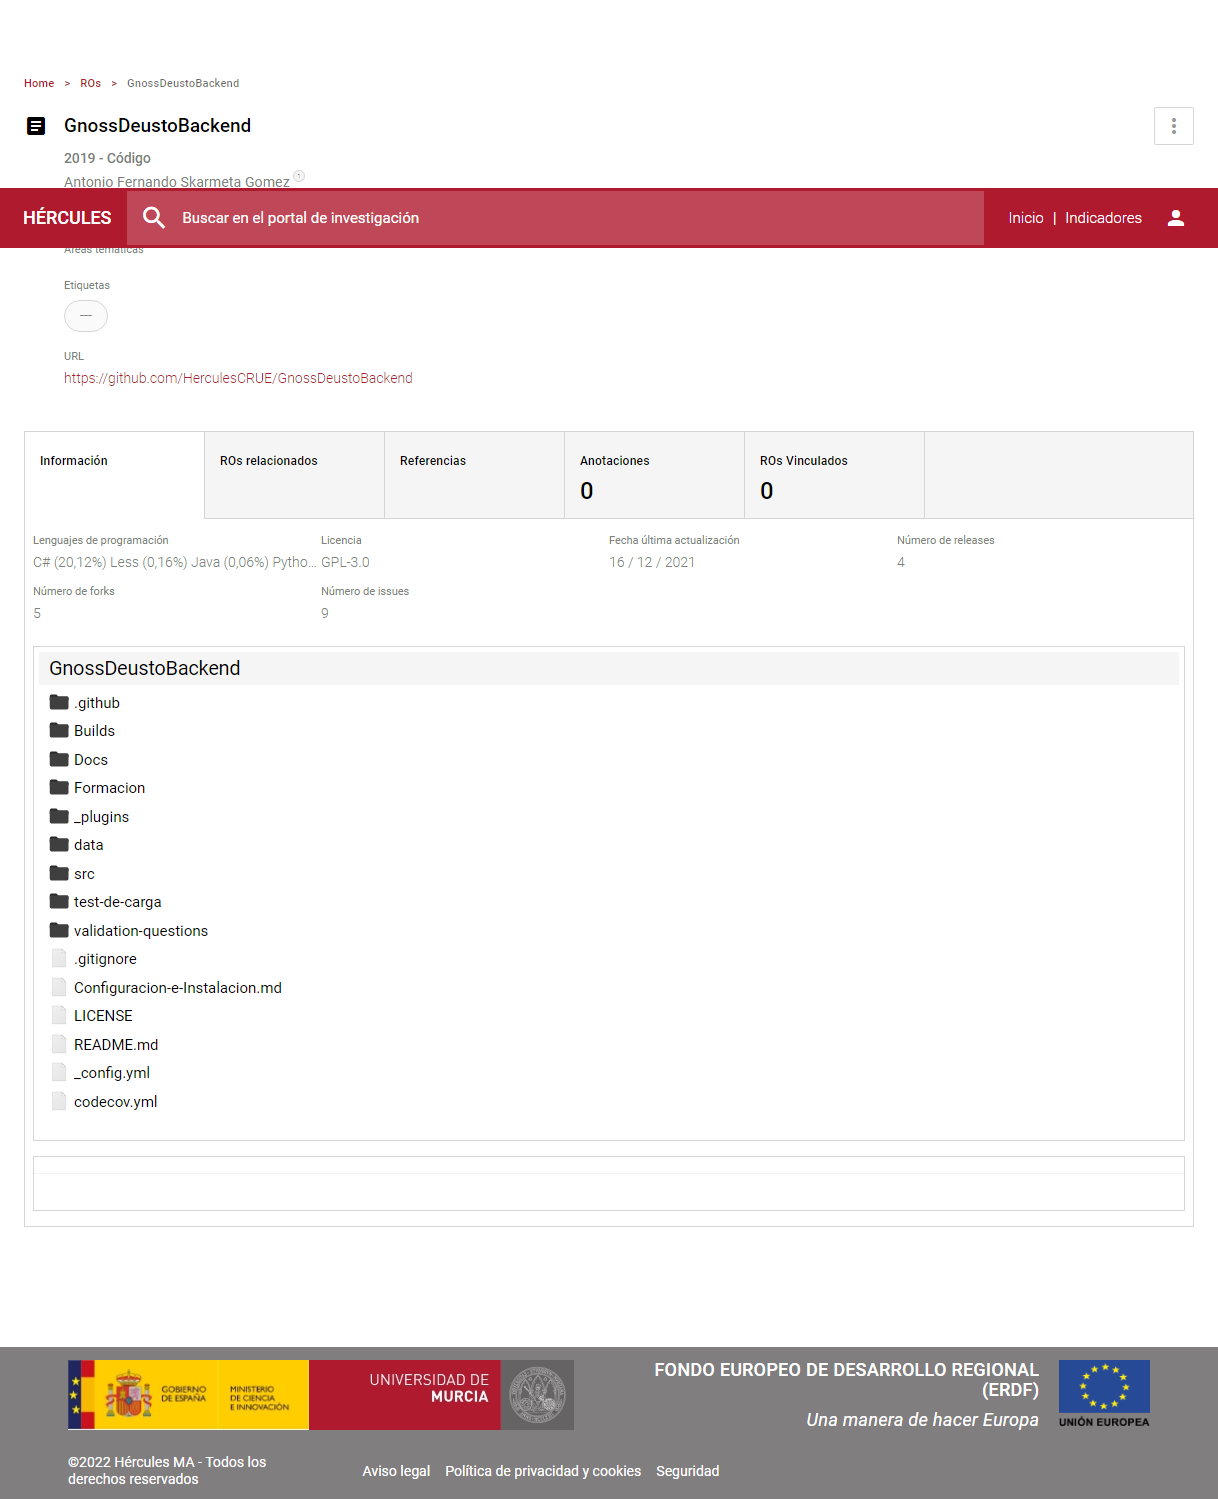 Home > ROs > GnossDeustoBackend
GnossDeustoBackend
2019 - Código
Antonio Fernando Skarmeta Gomez
HÉRCULES
Buscar en el portal de investigación
Inicio | Indicadores
Áreas temáticas
Etiquetas
---
URL
https://github.com/HerculesCRUE/GnossDeustoBackend
Información
ROs relacionados
Referencias
Anotaciones
0
ROs Vinculados
0
Lenguajes de programación
C# (20,12%) Less (0,16%) Java (0,06%) Pytho...
Licencia
GPL-3.0
Fecha última actualización
16 / 12 / 2021
Número de releases
4
Número de forks
5
Número de issues
9
GnossDeustoBackend
.github
Builds
Docs
Formacion
_plugins
data
src
test-de-carga
validation-questions
.gitignore
Configuracion-e-Instalacion.md
LICENSE
README.md
_config.yml
codecov.yml
GOBIERNO
DE ESPAÑA
MINISTERIO
DE CIENCIA
E INNOVACIÓN
UNIVERSIDAD DE
MURCIA
FONDO EUROPEO DE DESARROLLO REGIONAL
(ERDF)
Una manera de hacer Europa
UNIÓN EUROPEA
©2022 Hércules MA - Todos los
derechos reservados
Aviso legal
Política de privacidad y cookies
Seguridad